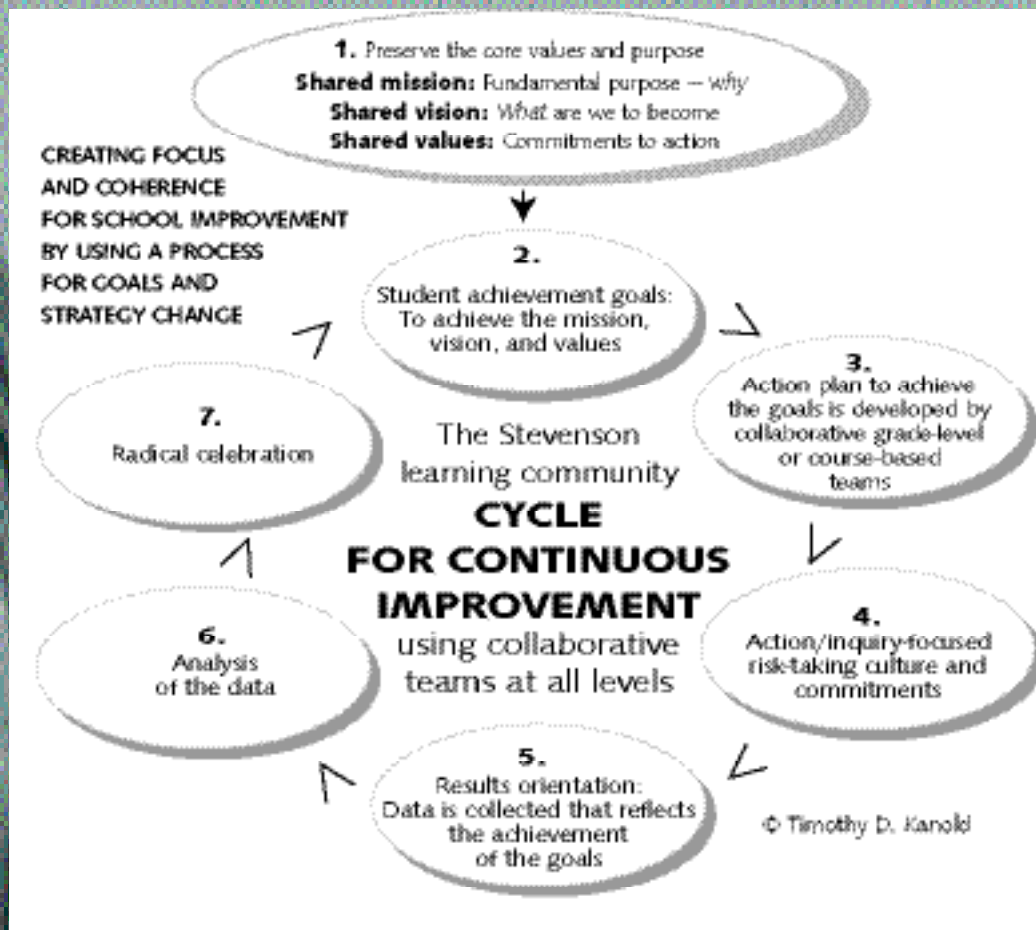 1. Preserve the core values and purpose
Shared mission: Fundamental purpose — why
Shared vision: What are we to become
Shared values: Commitments to action
CREATING FOCUS
AND COHERENCE
FOR SCHOOL IMPROVEMENT
BY USING A PROCESS
FOR GOALS AND
STRATEGY CHANGE
2.
Student achievement goals:
To achieve the mission,
vision, and values
3.
Action plan to achieve
the goals is developed by
collaborative grade-level
or course-based
teams
4.
Action/inquiry-focused
risk-taking culture and
commitments
5.
Results orientation:
Data is collected that reflects
the achievement
of the goals
6.
Analysis
of the data
7.
Radical celebration
The Stevenson
learning community
CYCLE
FOR CONTINUOUS
IMPROVEMENT
using collaborative
teams at all levels
© Timothy D. Kanold